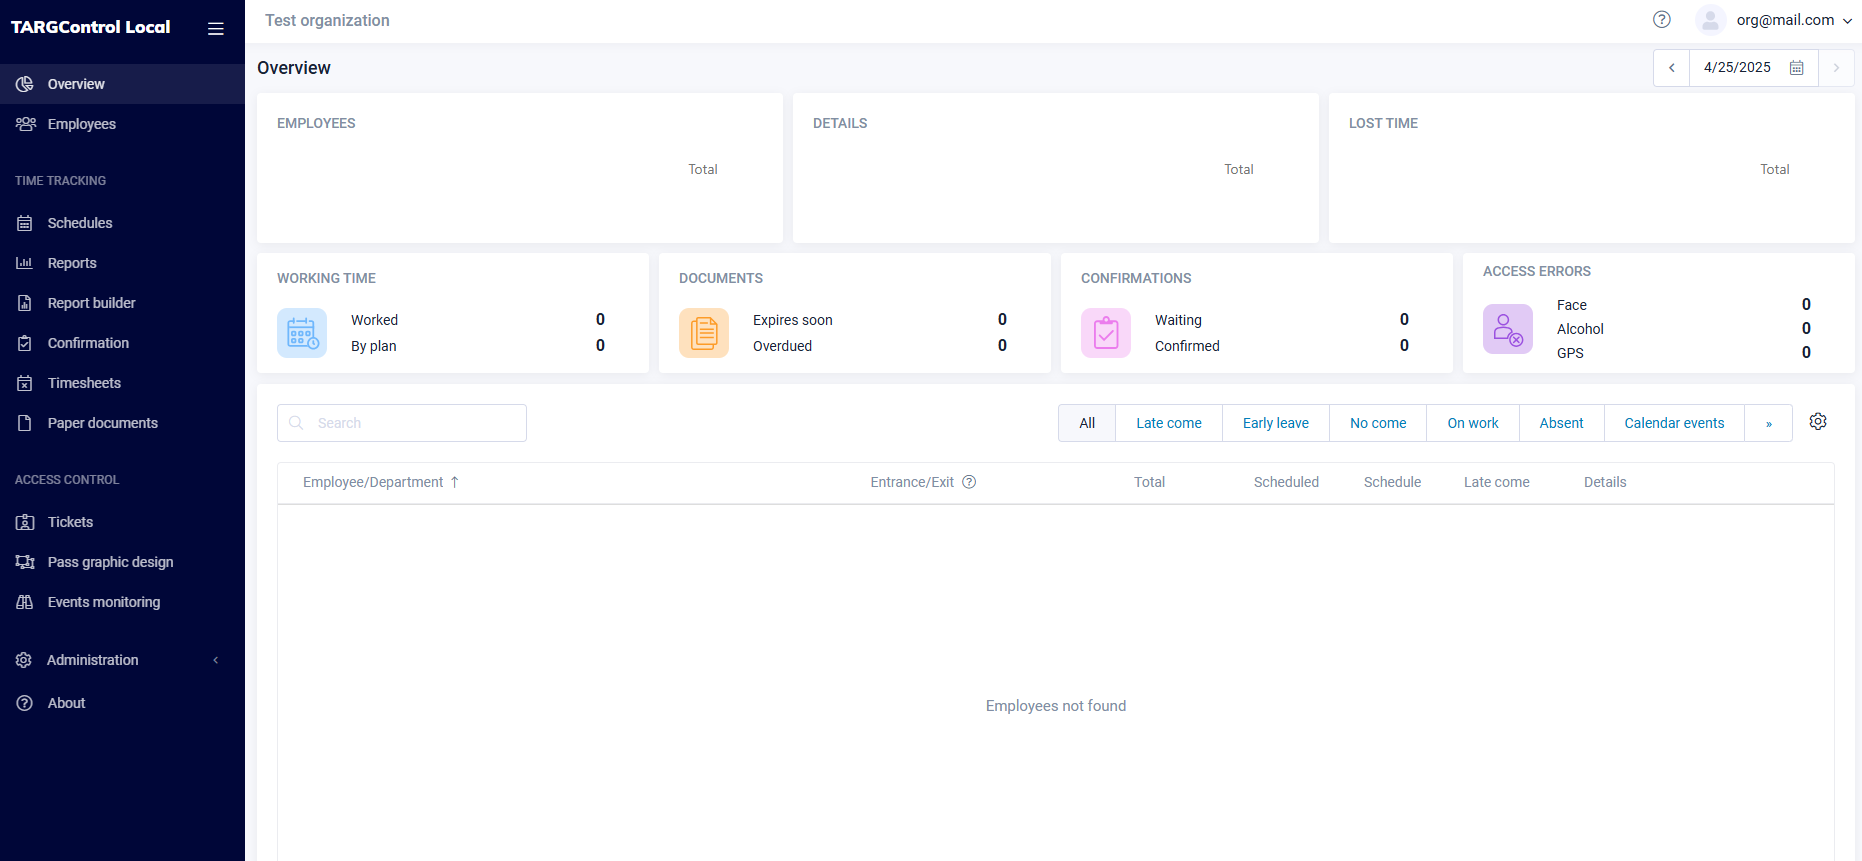 TARGControl Local
Test organization
org@mail.com
Overview
Employees
TIME TRACKING
Schedules
Reports
Report builder
Confirmation
Timesheets
Paper documents
ACCESS CONTROL
Tickets
Pass graphic design
Events monitoring
Administration
About
Overview
4/25/2025
EMPLOYEES
Total
DETAILS
Total
LOST TIME
Total
WORKING TIME
Worked 0
By plan 0
DOCUMENTS
Expires soon 0
Overdued 0
CONFIRMATIONS
Waiting 0
Confirmed 0
ACCESS ERRORS
Face 0
Alcohol 0
GPS 0
Search
All Late come Early leave No come On work Absent Calendar events »
Employee/Department Entrance/Exit Total Scheduled Schedule Late come Details
Employees not found